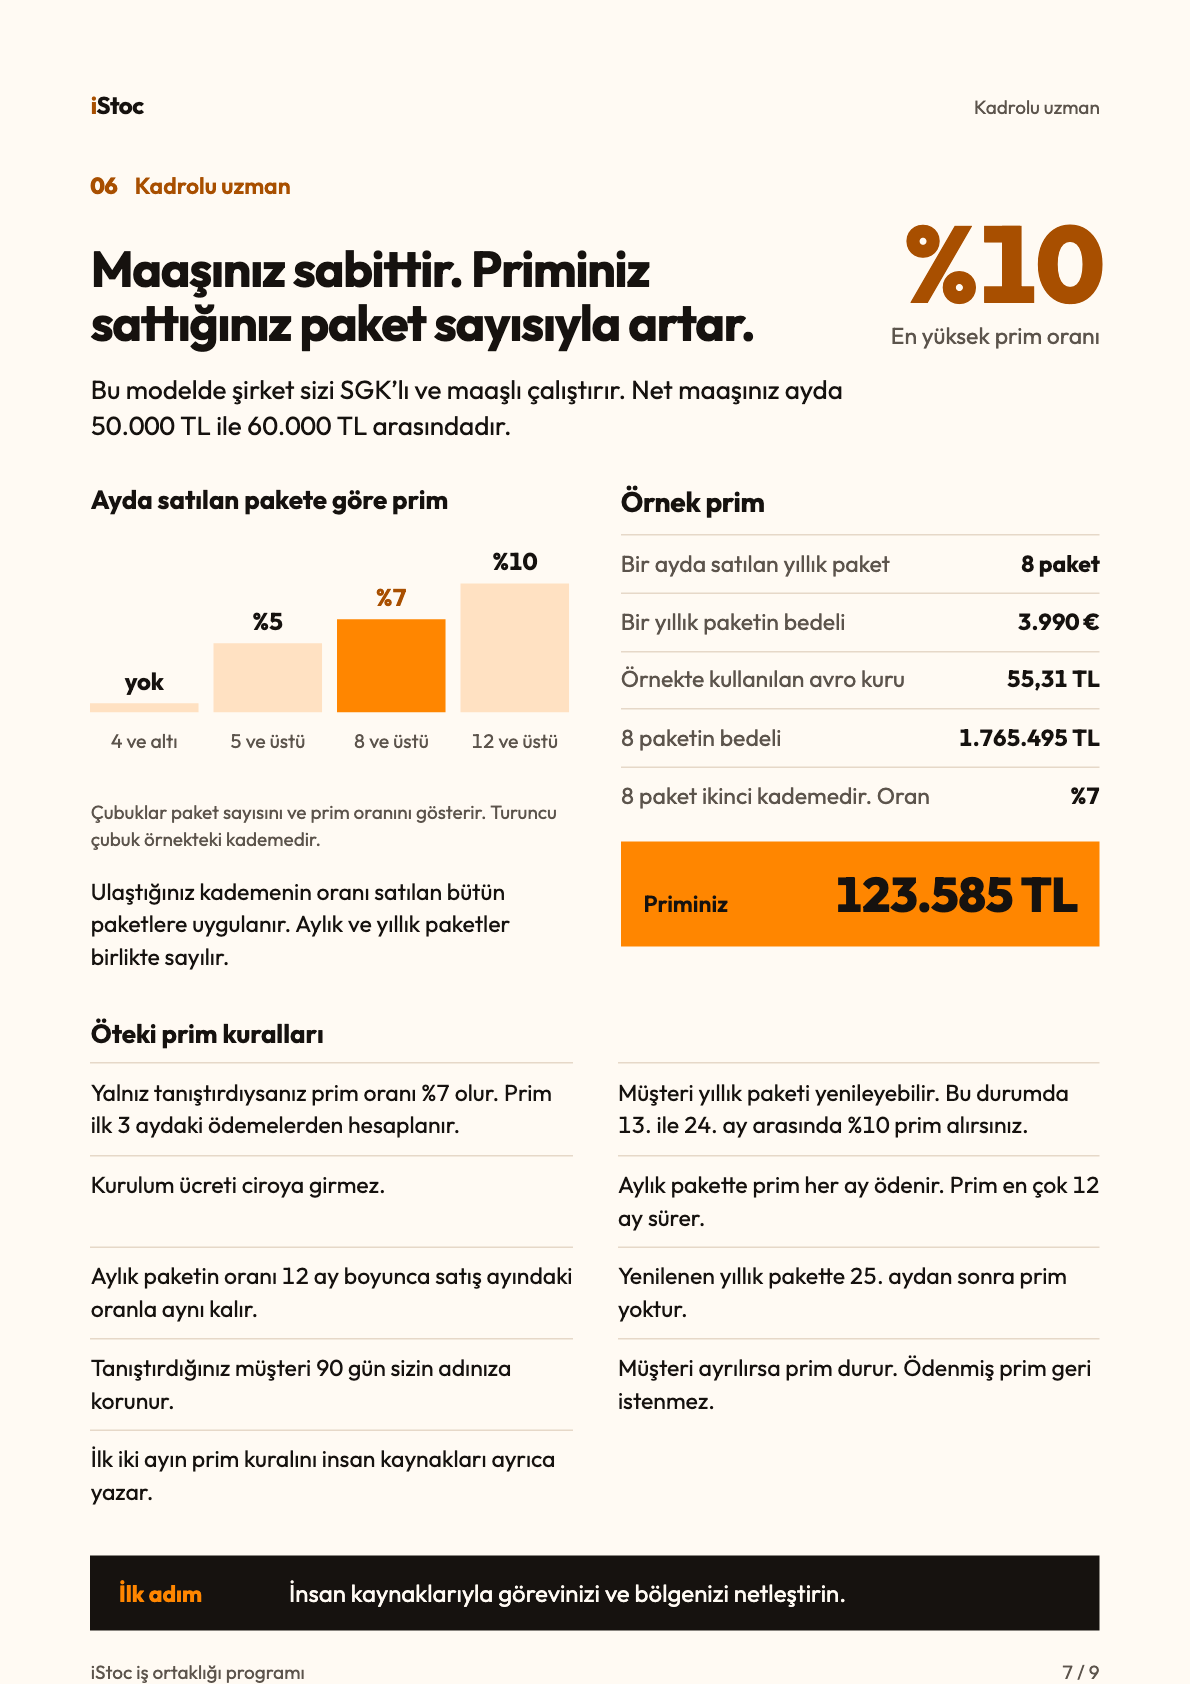 iStoc
Kadrolu uzman
06 Kadrolu uzman
Maaşınız sabittir. Priminiz
sattığınız paket sayısıyla artar.
%10
En yüksek prim oranı
Bu modelde şirket sizi SGK’lı ve maaşlı çalıştırır. Net maaşınız ayda
50.000 TL ile 60.000 TL arasındadır.
Ayda satılan pakete göre prim
yok
%5
%7
%10
4 ve altı
5 ve üstü
8 ve üstü
12 ve üstü
Çubuklar paket sayısını ve prim oranını gösterir. Turuncu
çubuk örnekteki kademedir.
Ulaştığınız kademenin oranı satılan bütün
paketlere uygulanır. Aylık ve yıllık paketler
birlikte sayılır.
Örnek prim
Bir ayda satılan yıllık paket 8 paket
Bir yıllık paketin bedeli 3.990 €
Örnekte kullanılan avro kuru 55,31 TL
8 paketin bedeli 1.765.495 TL
8 paket ikinci kademedir. Oran %7
Priminiz 123.585 TL
Öteki prim kuralları
Yalnız tanıştırdıysanız prim oranı %7 olur. Prim
ilk 3 aydaki ödemelerden hesaplanır.
Müşteri yıllık paketi yenileyebilir. Bu durumda
13. ile 24. ay arasında %10 prim alırsınız.
Kurulum ücreti ciroya girmez.
Aylık pakette prim her ay ödenir. Prim en çok 12
ay sürer.
Aylık paketin oranı 12 ay boyunca satış ayındaki
oranla aynı kalır.
Yenilenen yıllık pakette 25. aydan sonra prim
yoktur.
Tanıştırdığınız müşteri 90 gün sizin adınıza
korunur.
Müşteri ayrılırsa prim durur. Ödenmiş prim geri
istenmez.
İlk iki ayın prim kuralını insan kaynakları ayrıca
yazar.
İlk adım İnsan kaynaklarıyla görevinizi ve bölgenizi netleştirin.
iStoc iş ortaklığı programı
7 / 9